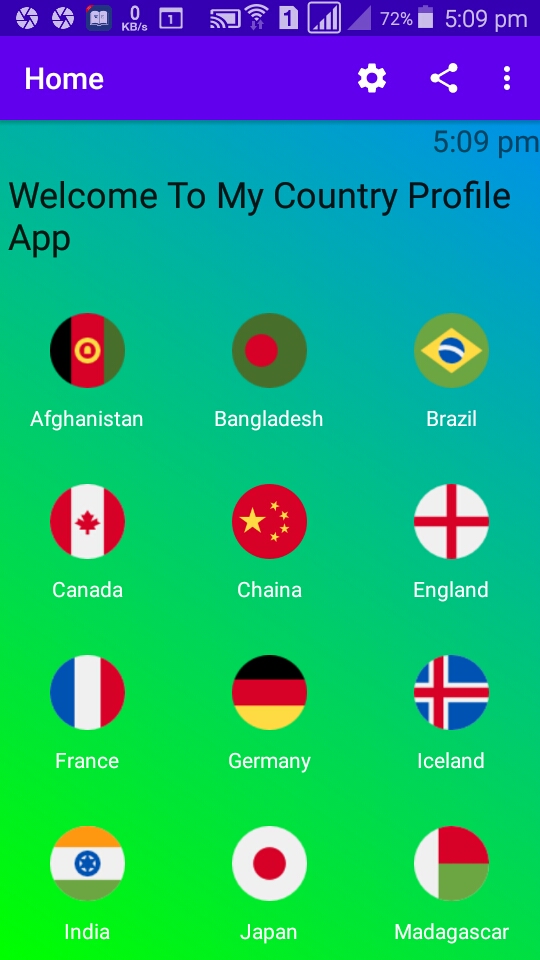 0 KB/s 1 1 72% 5:09 pm
Home
5:09 pm
Welcome To My Country Profile
App
Afghanistan Bangladesh Brazil
Canada Chaina England
France Germany Iceland
India Japan Madagascar